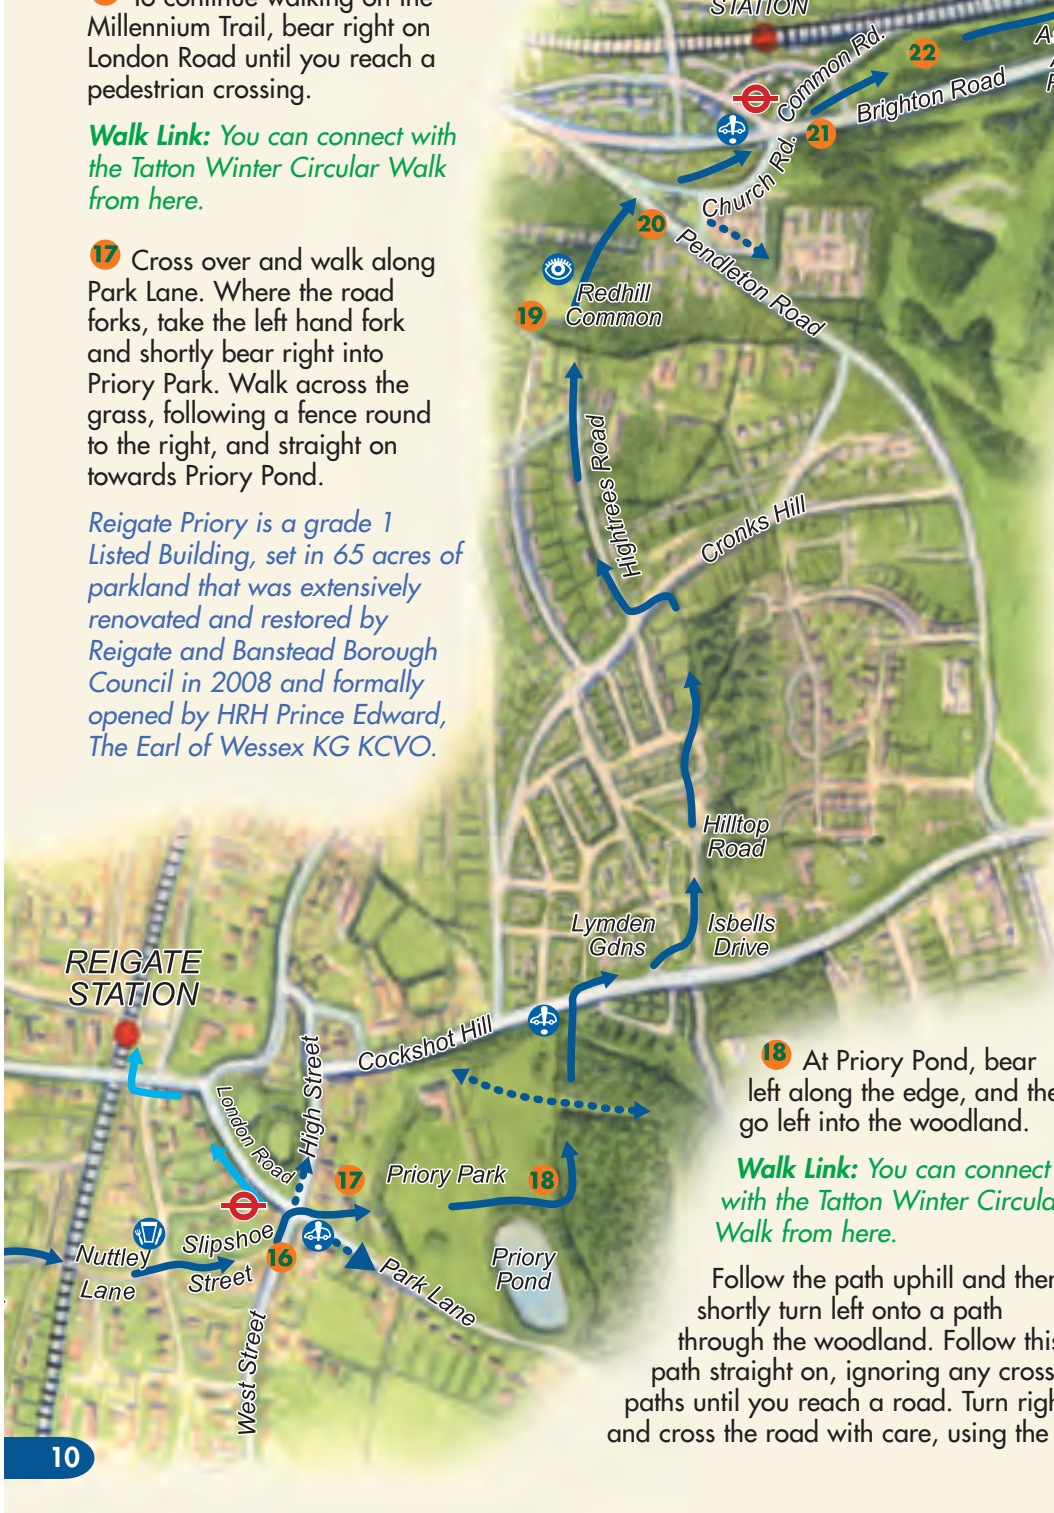 To continue walking on the
Millennium Trail, bear right on
London Road until you reach a
pedestrian crossing.
Walk Link: You can connect with
the Tatton Winter Circular Walk
from here.
17 Cross over and walk along
Park Lane. Where the road
forks, take the left hand fork
and shortly bear right into
Priory Park. Walk across the
grass, following a fence round
to the right, and straight on
towards Priory Pond.
Reigate Priory is a grade 1
Listed Building, set in 65 acres of
parkland that was extensively
renovated and restored by
Reigate and Banstead Borough
Council in 2008 and formally
opened by HRH Prince Edward,
The Earl of Wessex KG KCVO.
STATION
Common Rd.
22
Brighton Road
21
Church Rd.
20
Pendleton Road
Redhill
Common
19
Hightrees Road
Cronks Hill
Hilltop
Road
Lymden
Gdns
Isbells
Drive
REIGATE
STATION
Cockshot Hill
High Street
London Road
17
Priory Park
18
Slipshoe
Street
16
Nuttley
Lane
Park Lane
Priory
Pond
West Street
18 At Priory Pond, bear
left along the edge, and the
go left into the woodland.
Walk Link: You can connect
with the Tatton Winter Circula
Walk from here.
Follow the path uphill and then
shortly turn left onto a path
through the woodland. Follow this
path straight on, ignoring any cross
paths until you reach a road. Turn righ
and cross the road with care, using the
10